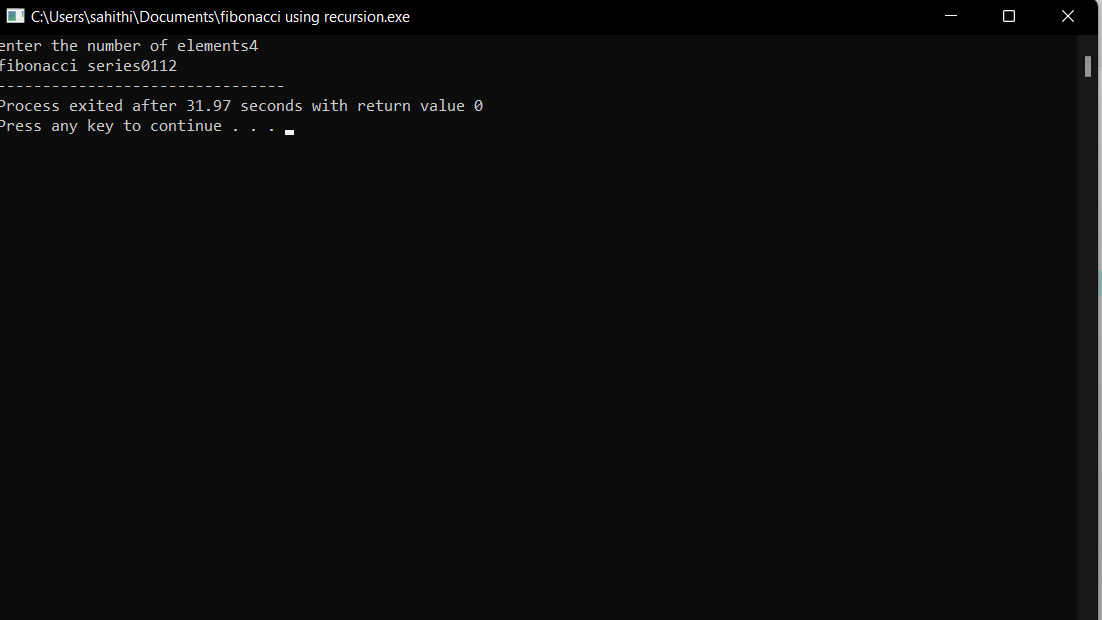 C:\Users\sahithi\Documents\fibonacci using recursion.exe
enter the number of elements4
fibonacci series0112
--------------------------------
Process exited after 31.97 seconds with return value 0
Press any key to continue . . .